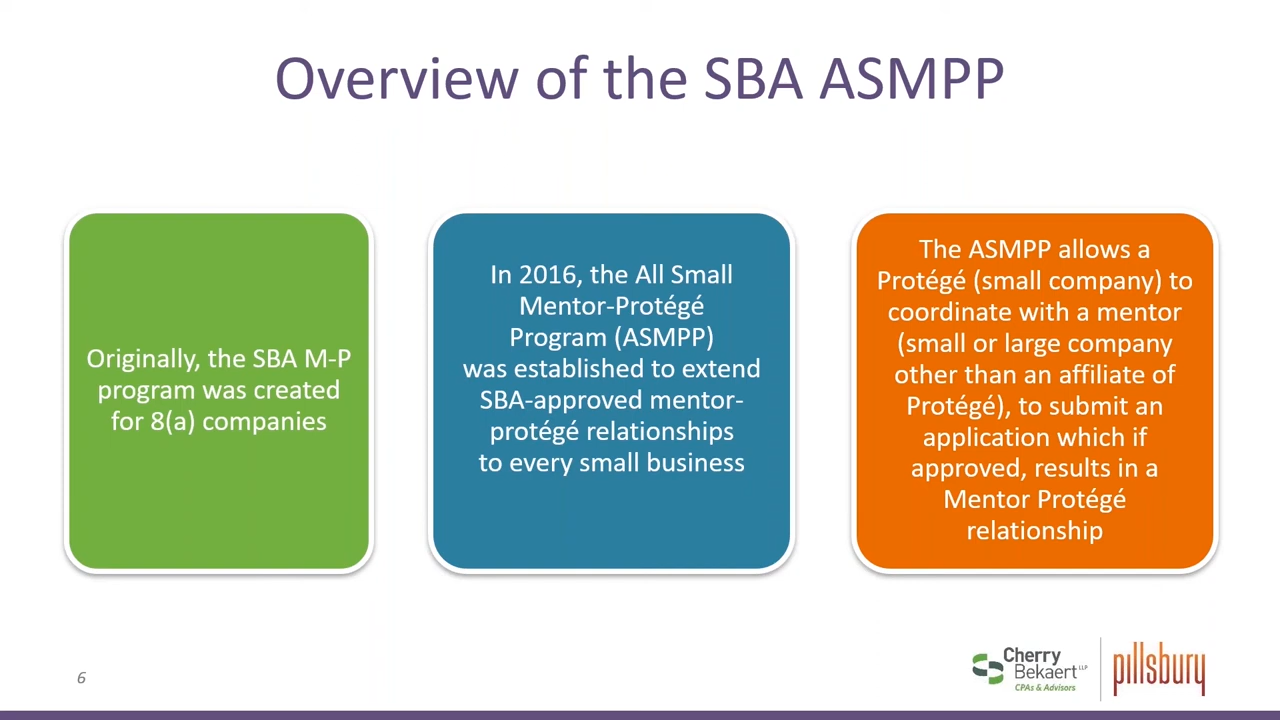 Overview of the SBA ASMPP
Originally, the SBA M-P
program was created
for 8(a) companies
In 2016, the All Small
Mentor-Protégé
Program (ASMPP)
was established to extend
SBA-approved mentor-
protégé relationships
to every small business
The ASMPP allows a
Protégé (small company) to
coordinate with a mentor
(small or large company
other than an affiliate of
Protégé), to submit an
application which if
approved, results in a
Mentor Protégé
relationship
6
Cherry
Bekaert LLP
CPAs & Advisors
pillsbury